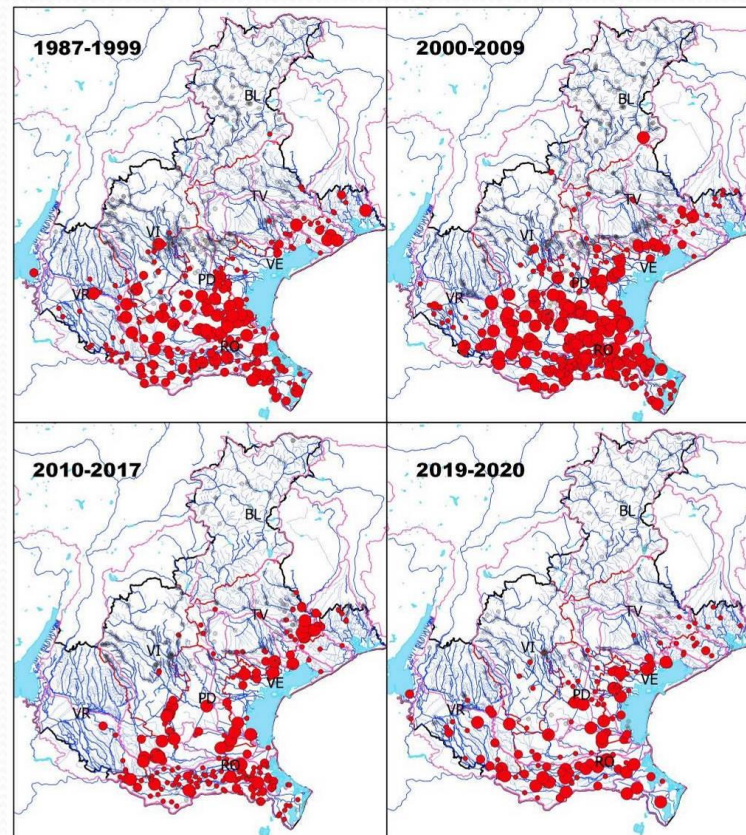 1987-1999
BL
TV
VI
VE
PD
VR
RO
2000-2009
BL
TV
VI
VE
PD
VR
RO
2010-2017
BL
TV
VI
VE
PD
VR
RO
2019-2020
BL
TV
VI
VE
PD
VR
RO